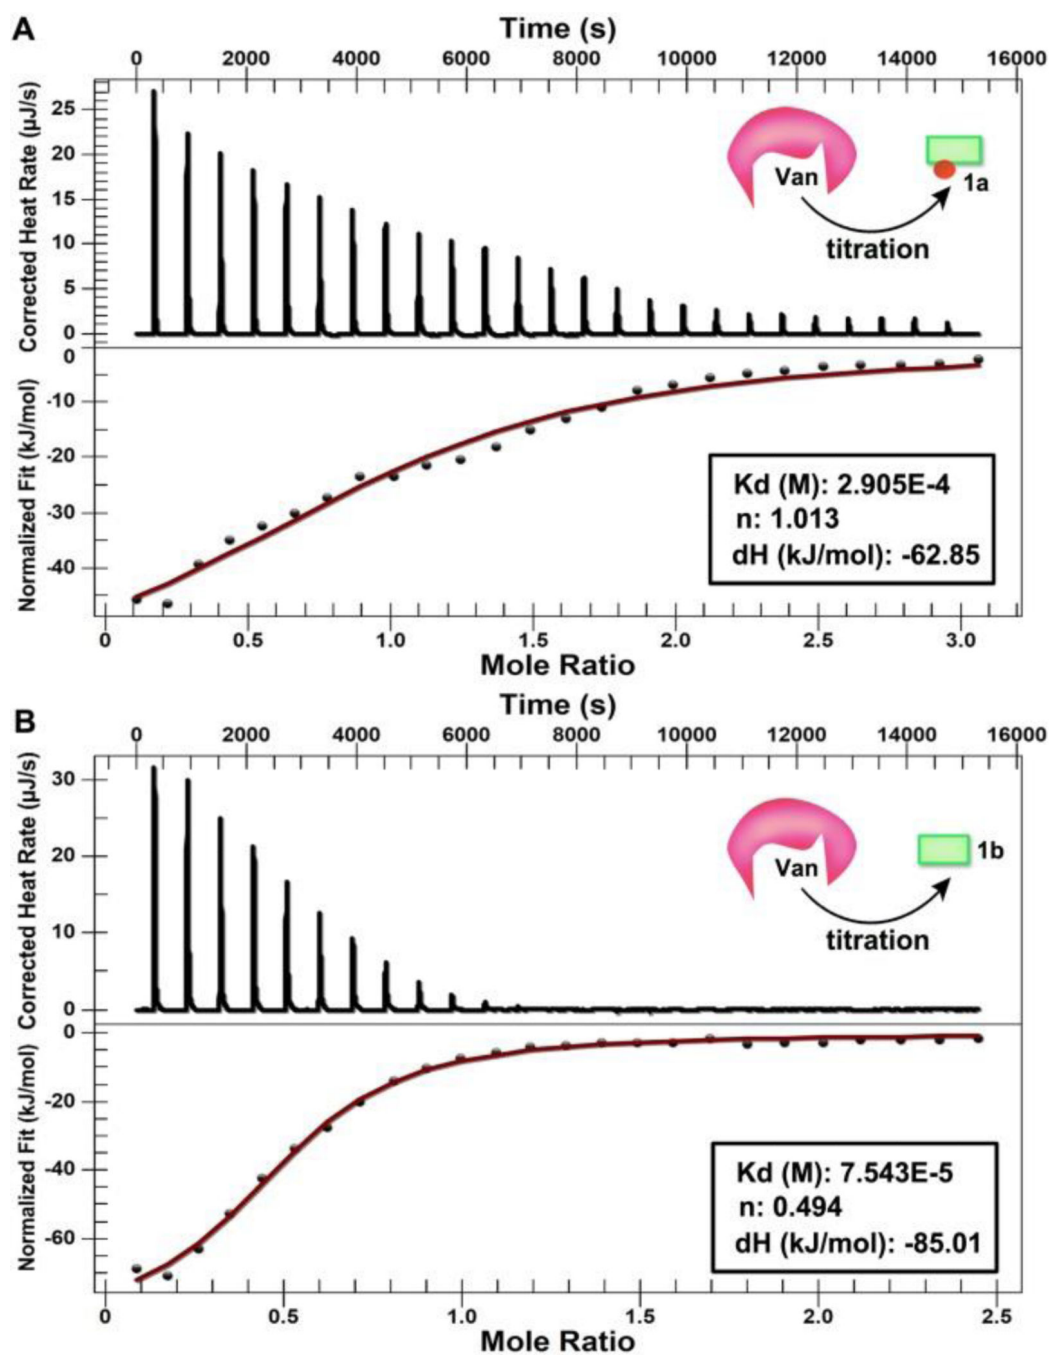 A
Time (s)
0 2000 4000 6000 8000 10000 12000 14000 16000
Corrected Heat Rate (µJ/s)
25
20
15
10
5
0
Van
1a
titration
Normalized Fit (kJ/mol)
0
-10
-20
-30
-40
Kd (M): 2.905E-4
n: 1.013
dH (kJ/mol): -62.85
0 0.5 1.0 1.5 2.0 2.5 3.0
Mole Ratio
B
Time (s)
0 2000 4000 6000 8000 10000 12000 14000 16000
Corrected Heat Rate (µJ/s)
30
20
10
0
Van
1b
titration
Normalized Fit (kJ/mol)
0
-20
-40
-60
Kd (M): 7.543E-5
n: 0.494
dH (kJ/mol): -85.01
0 0.5 1.0 1.5 2.0 2.5
Mole Ratio